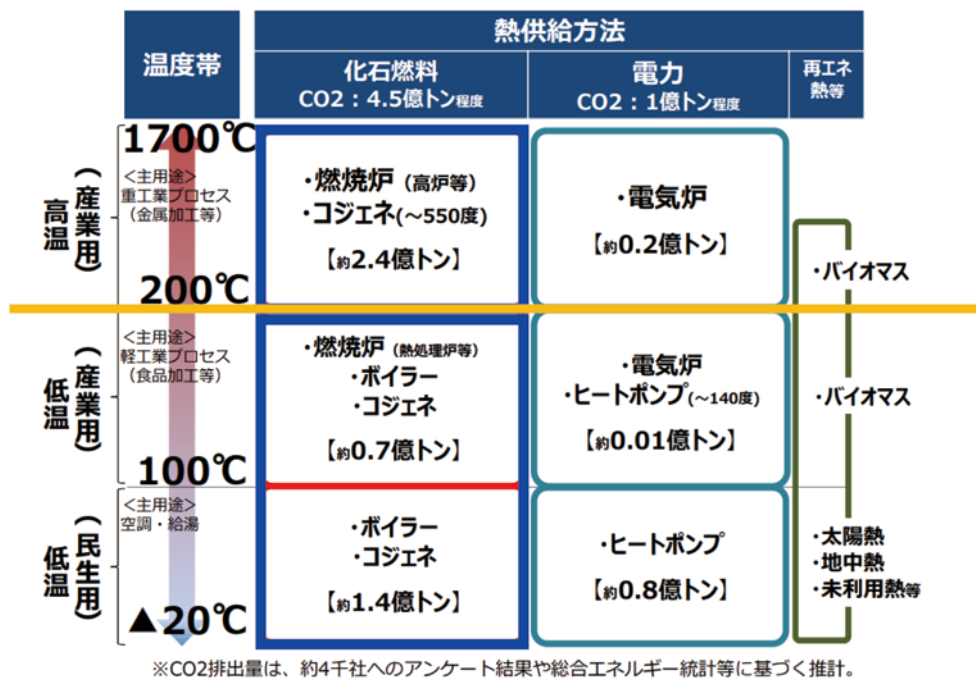 温度帯
熱供給方法
化石燃料
CO2：4.5億トン程度
電力
CO2：1億トン程度
再エネ
熱等
高温
（産業用）
1700℃
＜主用途＞
重工業プロセス
（金属加工等）
200℃
・燃焼炉（高炉等）
・コジェネ(～550度)
【約2.4億トン】
・電気炉
【約0.2億トン】
・バイオマス
低温
（産業用）
＜主用途＞
軽工業プロセス
（食品加工等）
100℃
・燃焼炉（熱処理炉等）
・ボイラー
・コジェネ
【約0.7億トン】
・電気炉
・ヒートポンプ(～140度)
【約0.01億トン】
・バイオマス
低温
（民生用）
＜主用途＞
空調・給湯
▲20℃
・ボイラー
・コジェネ
【約1.4億トン】
・ヒートポンプ
【約0.8億トン】
・太陽熱
・地中熱
・未利用熱等
※CO2排出量は、約4千社へのアンケート結果や総合エネルギー統計等に基づく推計。